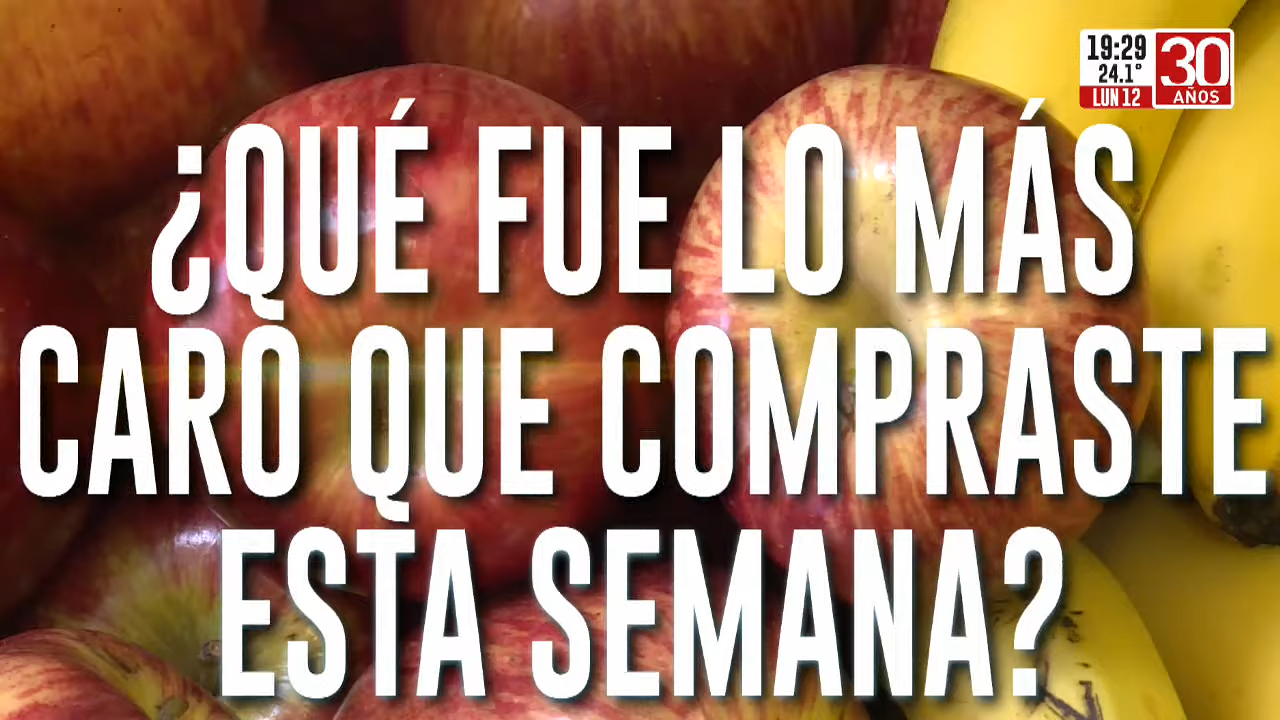 19:29
24.1°
LUN 12
30
AÑOS
¿QUÉ FUE LO MÁS
CARO QUE COMPRASTE
ESTA SEMANA?